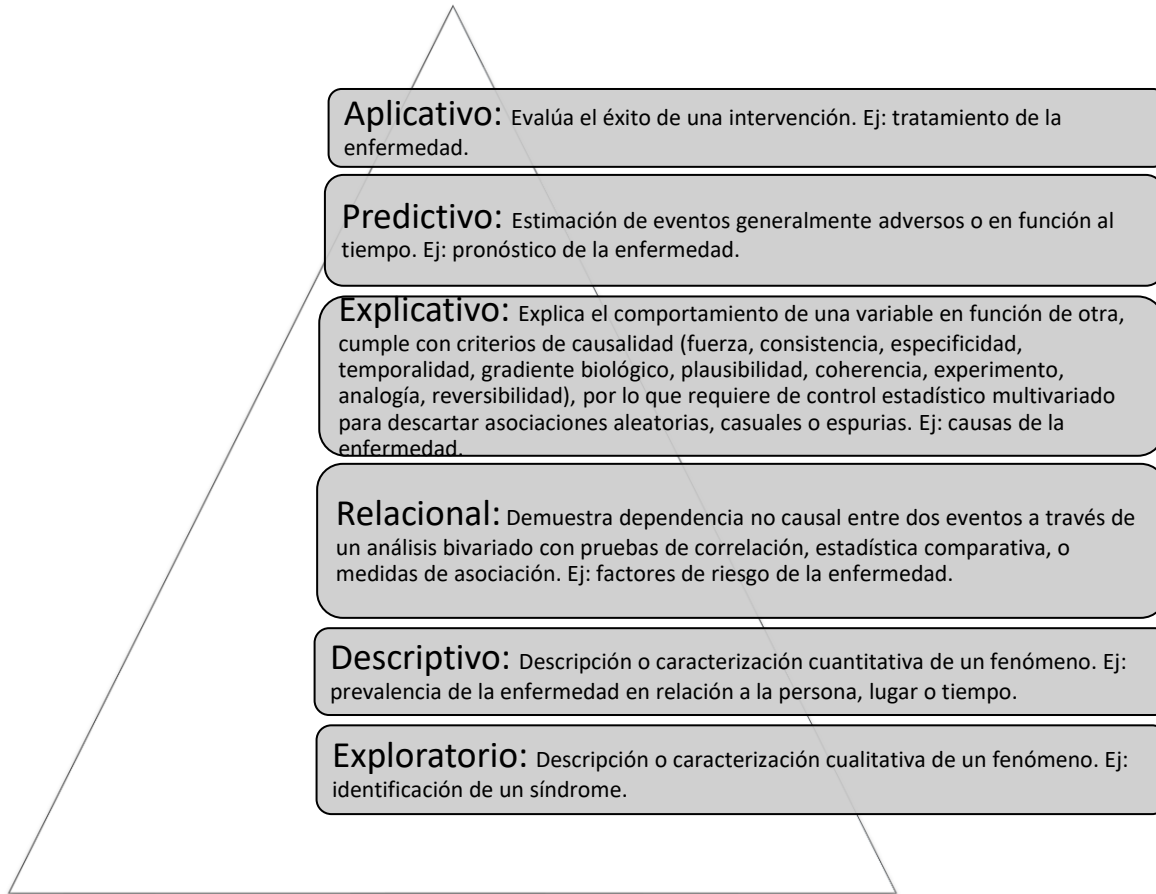 Aplicativo: Evalúa el éxito de una intervención. Ej: tratamiento de la
enfermedad.
Predictivo: Estimación de eventos generalmente adversos o en función al
tiempo. Ej: pronóstico de la enfermedad.
Explicativo: Explica el comportamiento de una variable en función de otra,
cumple con criterios de causalidad (fuerza, consistencia, especificidad,
temporalidad, gradiente biológico, plausibilidad, coherencia, experimento,
analogía, reversibilidad), por lo que requiere de control estadístico multivariado
para descartar asociaciones aleatorias, casuales o espurias. Ej: causas de la
enfermedad.
Relacional: Demuestra dependencia no causal entre dos eventos a través de
un análisis bivariado con pruebas de correlación, estadística comparativa, o
medidas de asociación. Ej: factores de riesgo de la enfermedad.
Descriptivo: Descripción o caracterización cuantitativa de un fenómeno. Ej:
prevalencia de la enfermedad en relación a la persona, lugar o tiempo.
Exploratorio: Descripción o caracterización cualitativa de un fenómeno. Ej:
identificación de un síndrome.